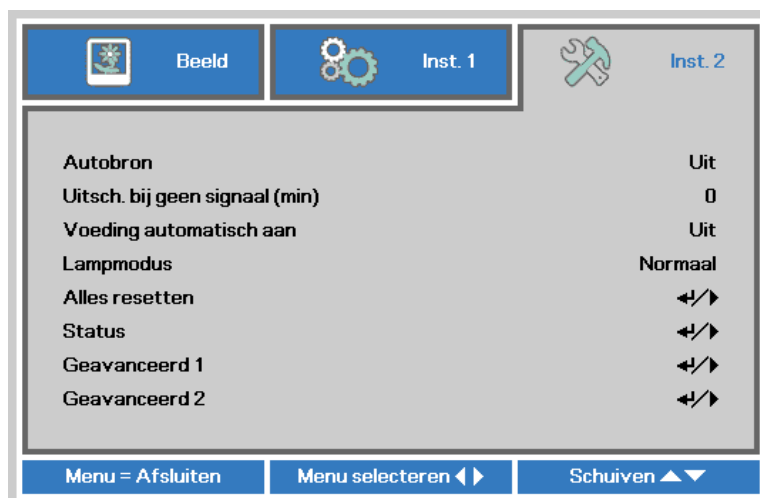 Beeld Inst. 1 Inst. 2
Autobron Uit
Uitsch. bij geen signaal (min) 0
Voeding automatisch aan Uit
Lampmodus Normaal
Alles resetten ↵/▶
Status ↵/▶
Geavanceerd 1 ↵/▶
Geavanceerd 2 ↵/▶
Menu = Afsluiten Menu selecteren ◀▶ Schuiven ▲▼